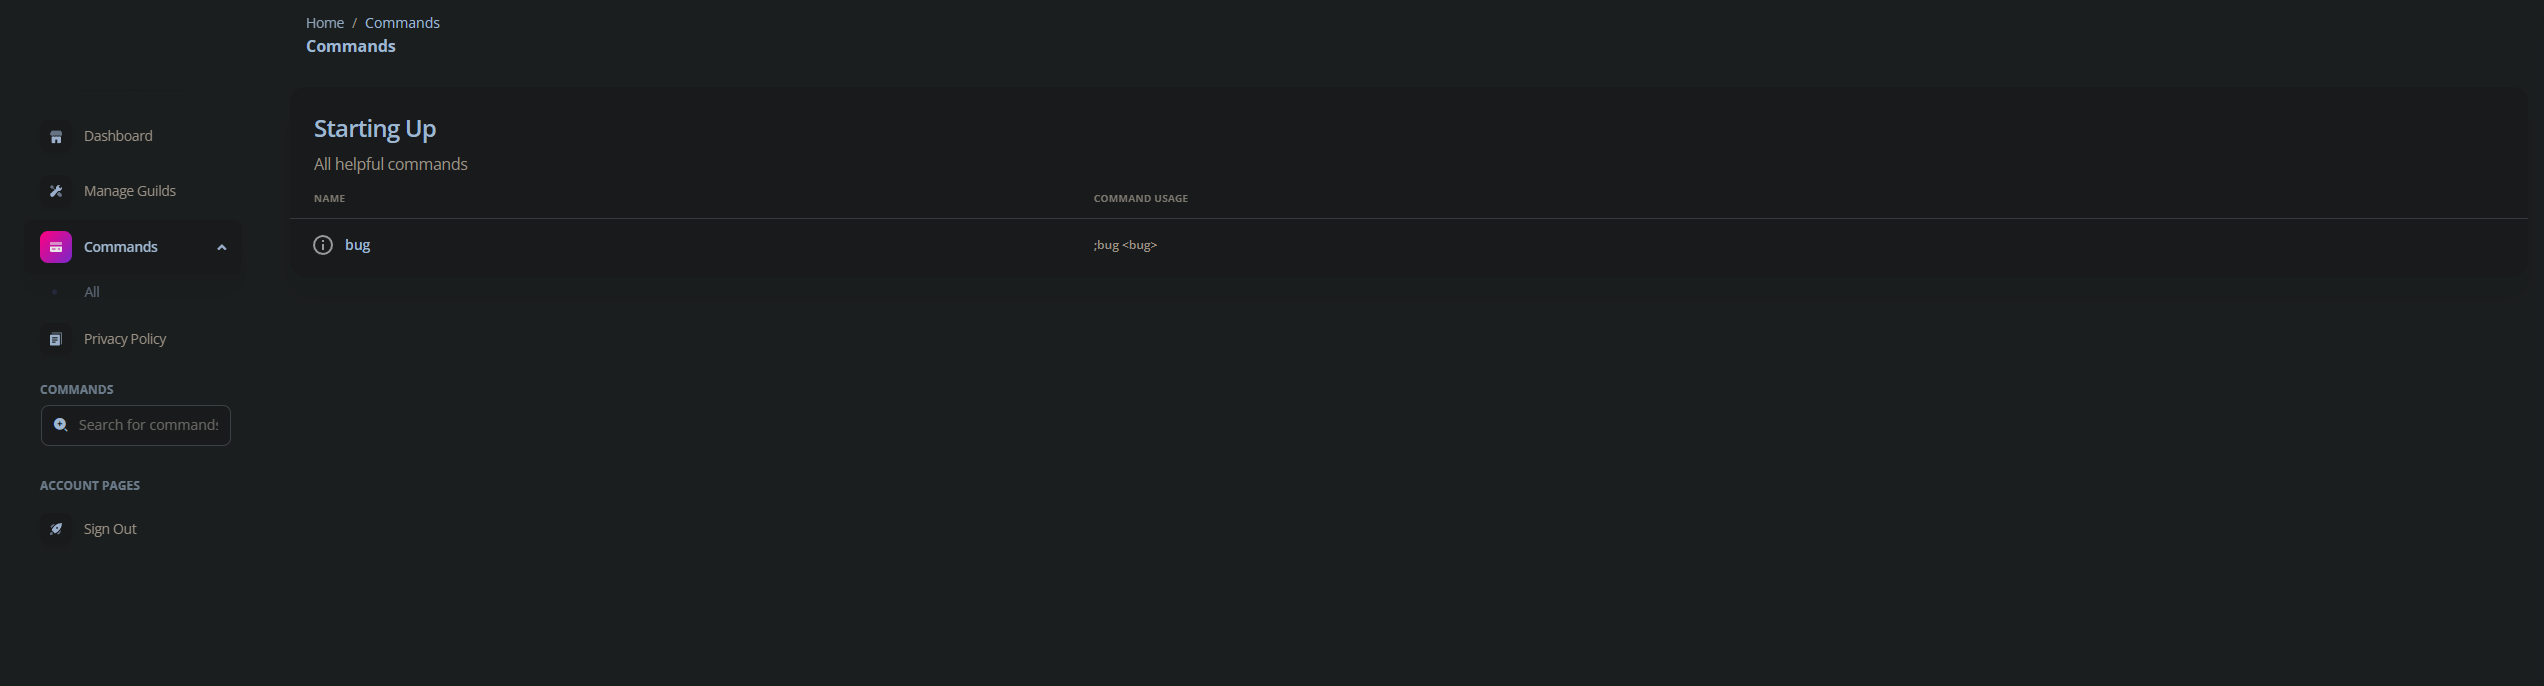 Home / Commands
Commands
Dashboard
Manage Guilds
Commands
All
Privacy Policy
COMMANDS
Search for commands
ACCOUNT PAGES
Sign Out
Starting Up
All helpful commands
NAME COMMAND USAGE
bug ;bug <bug>